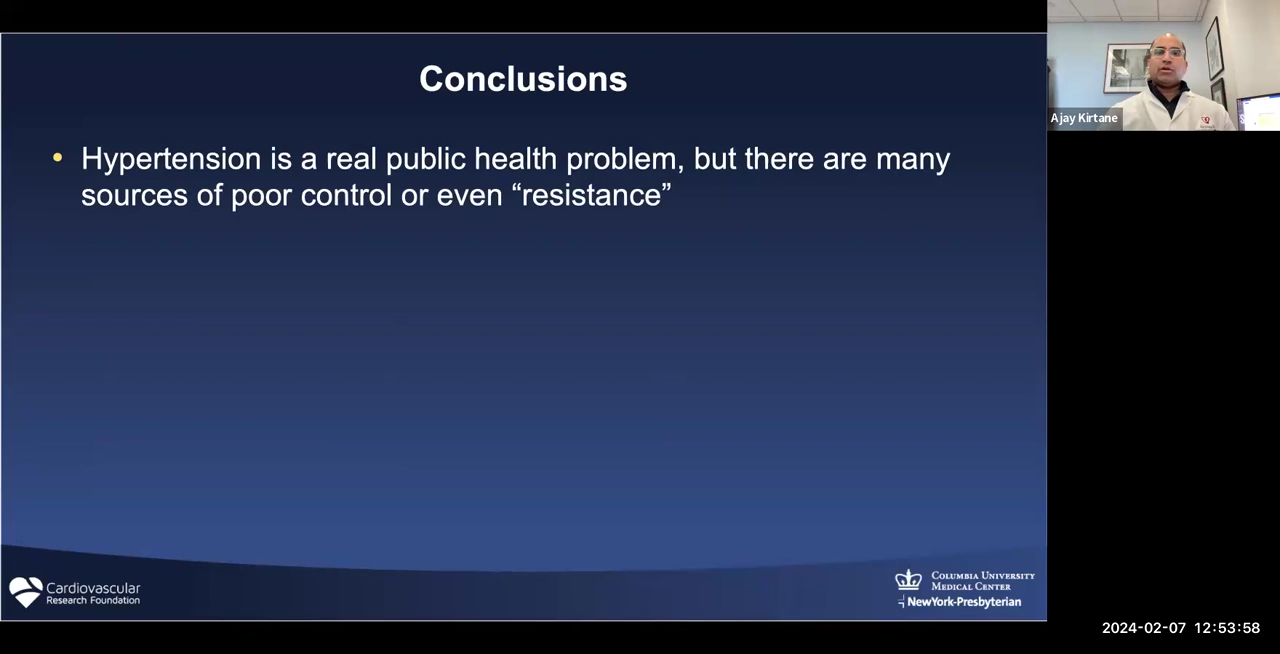 Conclusions
• Hypertension is a real public health problem, but there are many
sources of poor control or even “resistance”
Ajay Kirtane
Cardiovascular
Research Foundation
Columbia University
Medical Center
NewYork-Presbyterian
2024-02-07 12:53:58